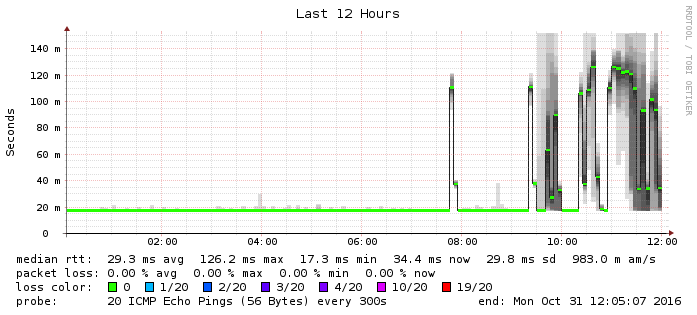 Last 12 Hours
RRDTOOL / TOBI OETIKER
Seconds
140 m
120 m
100 m
80 m
60 m
40 m
20 m
0
02:00 04:00 06:00 08:00 10:00 12:00
median rtt: 29.3 ms avg 126.2 ms max 17.3 ms min 34.4 ms now 29.8 ms sd 983.0 m am/s
packet loss: 0.00 % avg 0.00 % max 0.00 % min 0.00 % now
loss color: 0 1/20 2/20 3/20 4/20 10/20 19/20
probe: 20 ICMP Echo Pings (56 Bytes) every 300s end: Mon Oct 31 12:05:07 2016